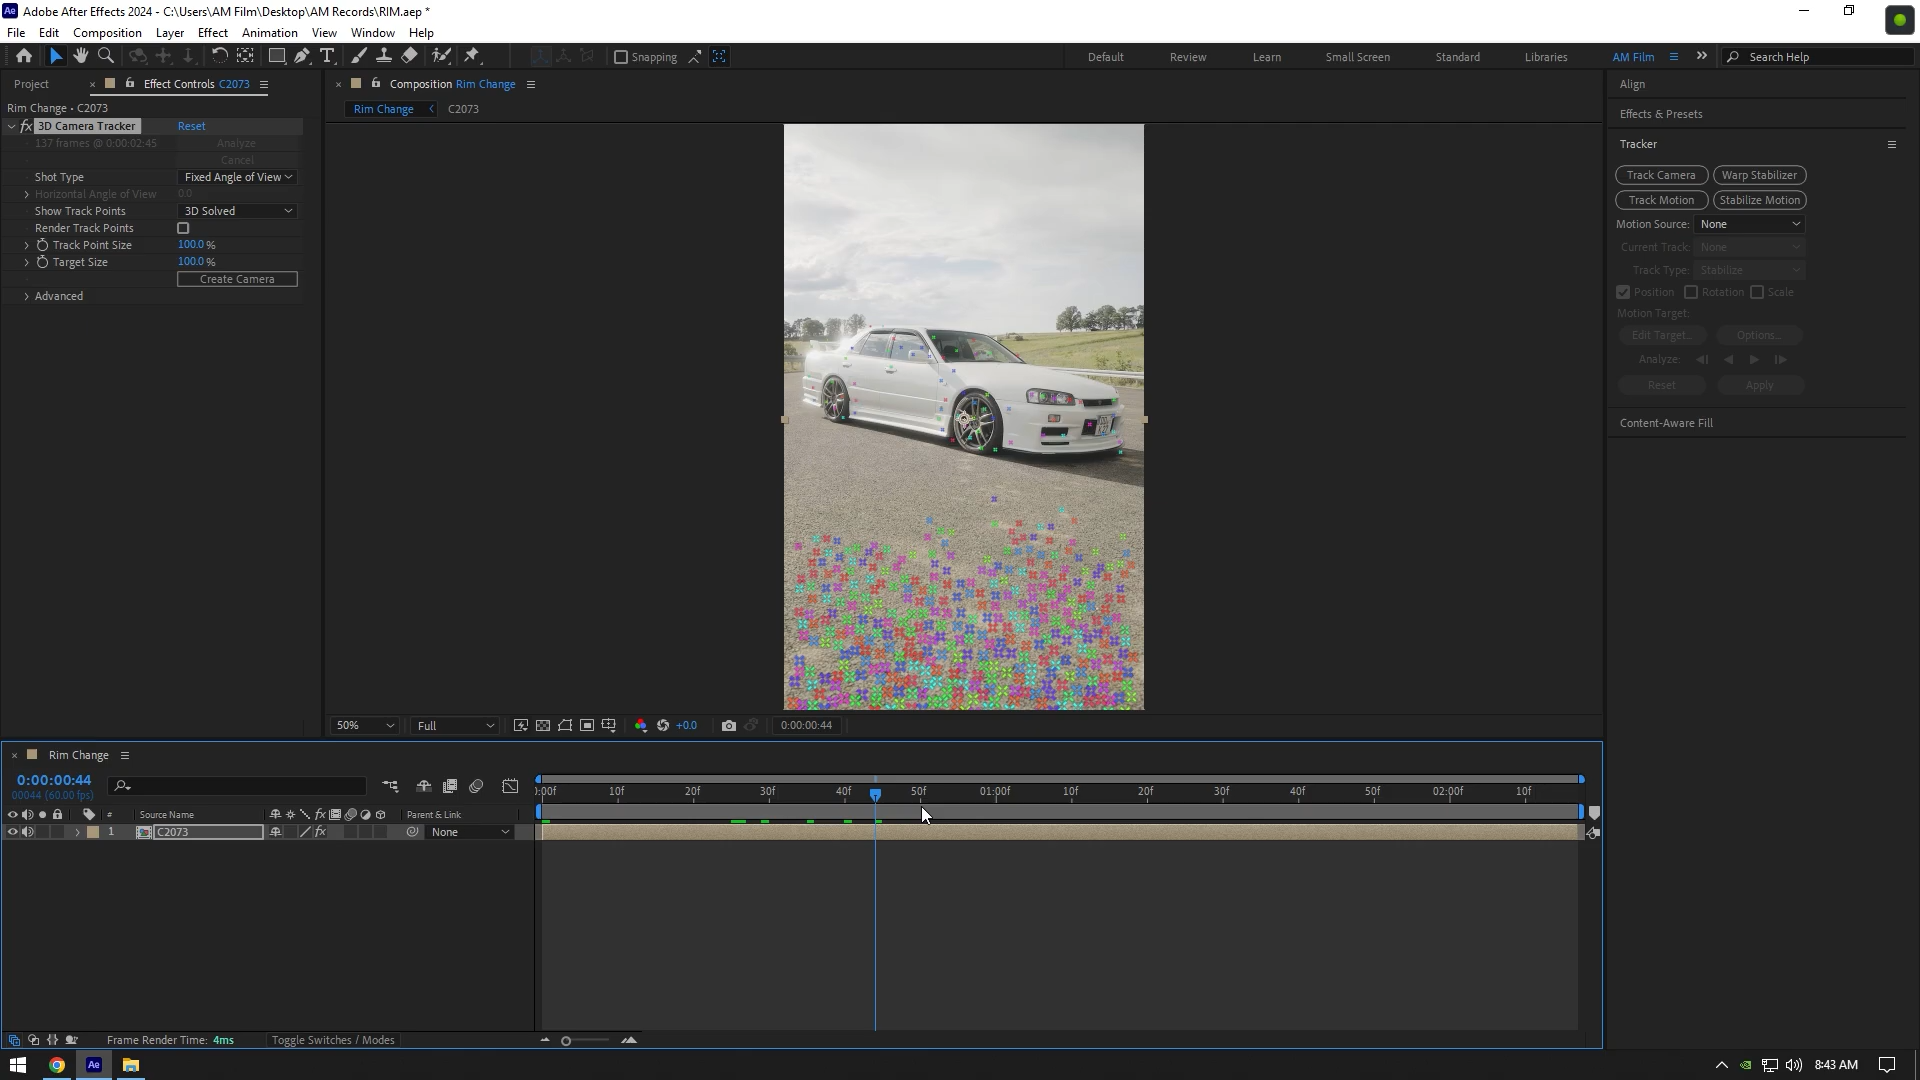 Adobe After Effects 2024 - C:\Users\AM Film\Desktop\AM Records\RIM.aep *
File Edit Composition Layer Effect Animation View Window Help
Snapping
Default Review Learn Small Screen Standard Libraries AM Film Search Help
Project Effect Controls C2073
Composition Rim Change
Align
Rim Change • C2073
Rim Change C2073
Effects & Presets
fx 3D Camera Tracker Reset
137 frames @ 0:00:02:45 Analyze
Cancel
Shot Type Fixed Angle of View
Horizontal Angle of View 0.0
Show Track Points 3D Solved
Render Track Points
Track Point Size 100.0 %
Target Size 100.0 %
Create Camera
Advanced
Tracker
Track Camera Warp Stabilizer
Track Motion Stabilize Motion
Motion Source: None
Current Track: None
Track Type: Stabilize
Position Rotation Scale
Motion Target:
Edit Target... Options...
Analyze:
Reset Apply
Content-Aware Fill
50% Full +0.0 0:00:00:44
Rim Change
0:00:00:44
00044 (60.00 fps)
):00f 10f 20f 30f 40f 50f 01:00f 10f 20f 30f 40f 50f 02:00f 10f
# Source Name fx Parent & Link
1 C2073 fx None
Frame Render Time: 4ms Toggle Switches / Modes
Ae 8:43 AM